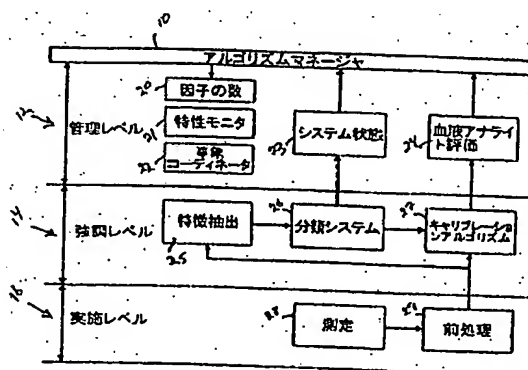 10
アルゴリズムマネージャ
20
因子の数
12
管理レベル
21
特性モニタ
22
事象
コーディネータ
23
システム状態
24
血液アナライト評価
14
強調レベル
特徴抽出
25
26
分類システム
27
キャリブレーションアルゴリズム
16
実施レベル
28
測定
前処理